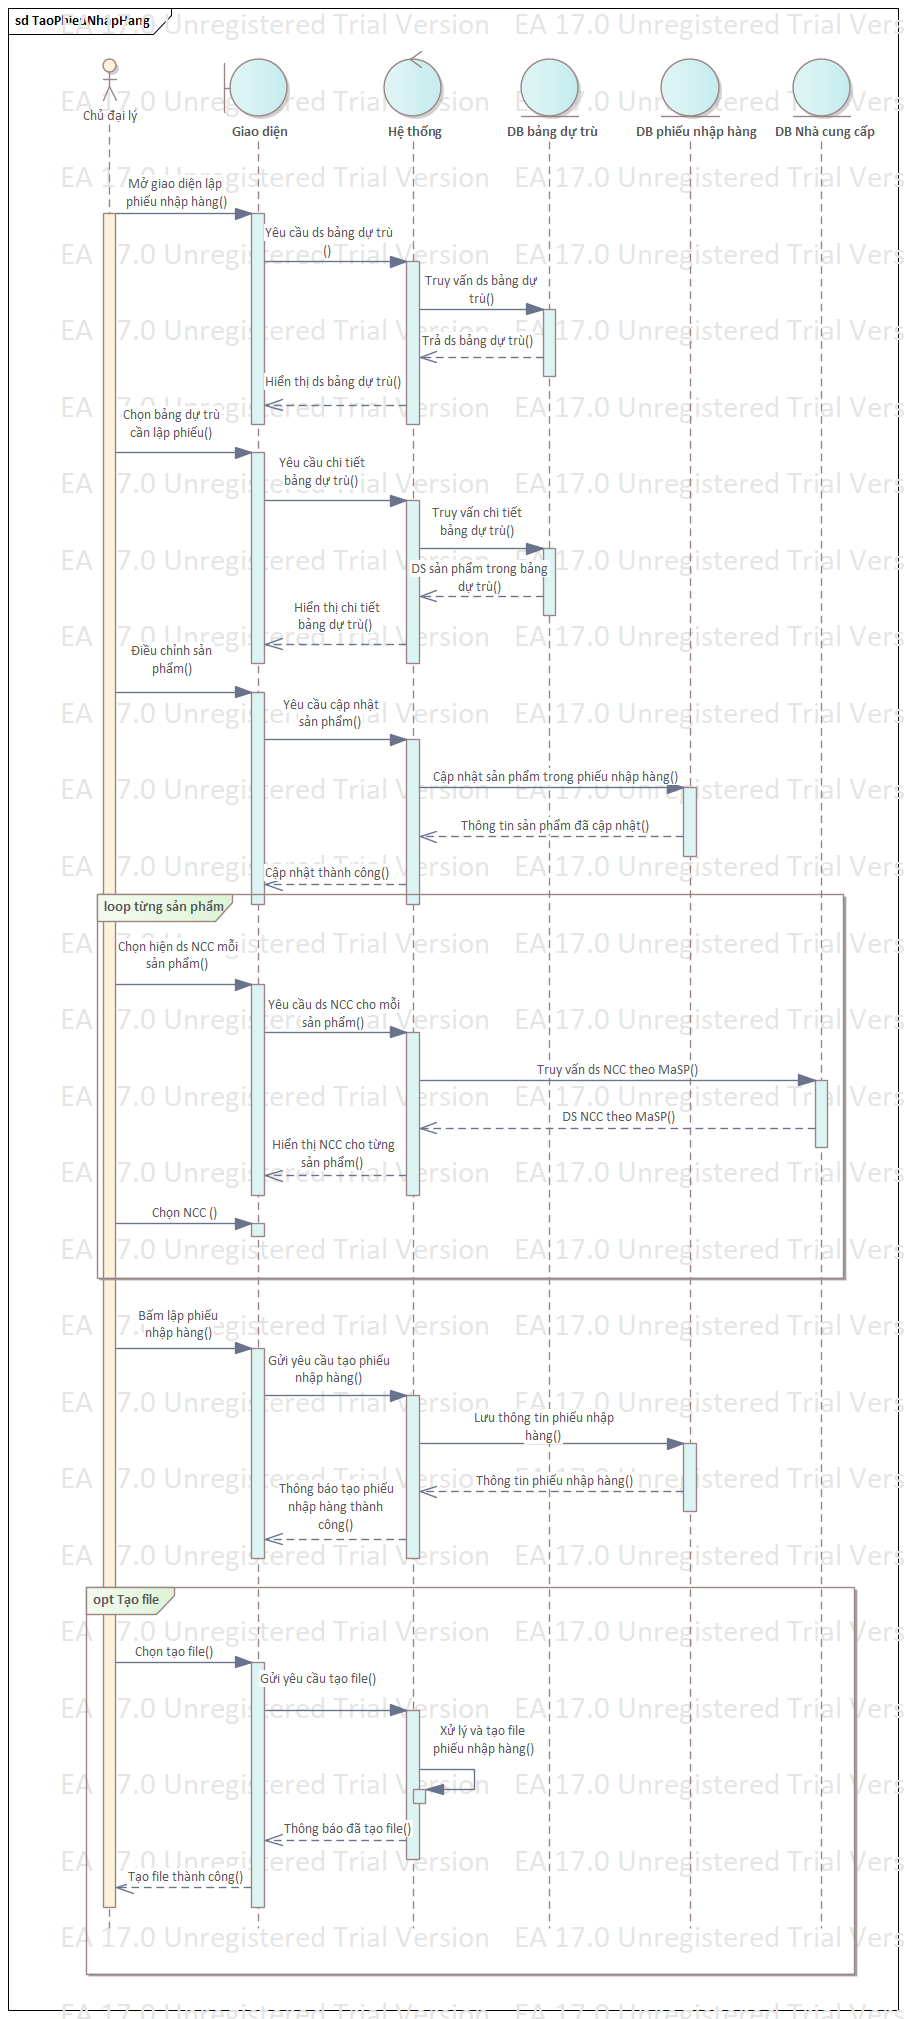 sd TaoPhieuNhapHang
Chủ đại lý
Giao diện
Hệ thống
DB bảng dự trù
DB phiếu nhập hàng
DB Nhà cung cấp
Mở giao diện lập
phiếu nhập hàng()
Yêu cầu ds bảng dự trù
()
Truy vấn ds bảng dự
trù()
Trả ds bảng dự trù()
Hiển thị ds bảng dự trù()
Chọn bảng dự trù
cần lập phiếu()
Yêu cầu chi tiết
bảng dự trù()
Truy vấn chi tiết
bảng dự trù()
DS sản phẩm trong bảng
dự trù()
Hiển thị chi tiết
bảng dự trù()
Điều chỉnh sản
phẩm()
Yêu cầu cập nhật
sản phẩm()
Cập nhật sản phẩm trong phiếu nhập hàng()
Thông tin sản phẩm đã cập nhật()
Cập nhật thành công()
loop từng sản phẩm
Chọn hiện ds NCC mỗi
sản phẩm()
Yêu cầu ds NCC cho mỗi
sản phẩm()
Truy vấn ds NCC theo MaSP()
DS NCC theo MaSP()
Hiển thị NCC cho từng
sản phẩm()
Chọn NCC ()
Bấm lập phiếu
nhập hàng()
Gửi yêu cầu tạo phiếu
nhập hàng()
Lưu thông tin phiếu nhập
hàng()
Thông tin phiếu nhập hàng()
Thông báo tạo phiếu
nhập hàng thành
công()
opt Tạo file
Chọn tạo file()
Gửi yêu cầu tạo file()
Xử lý và tạo file
phiếu nhập hàng()
Thông báo đã tạo file()
Tạo file thành công()
EA 17.0 Unregistered Trial Version